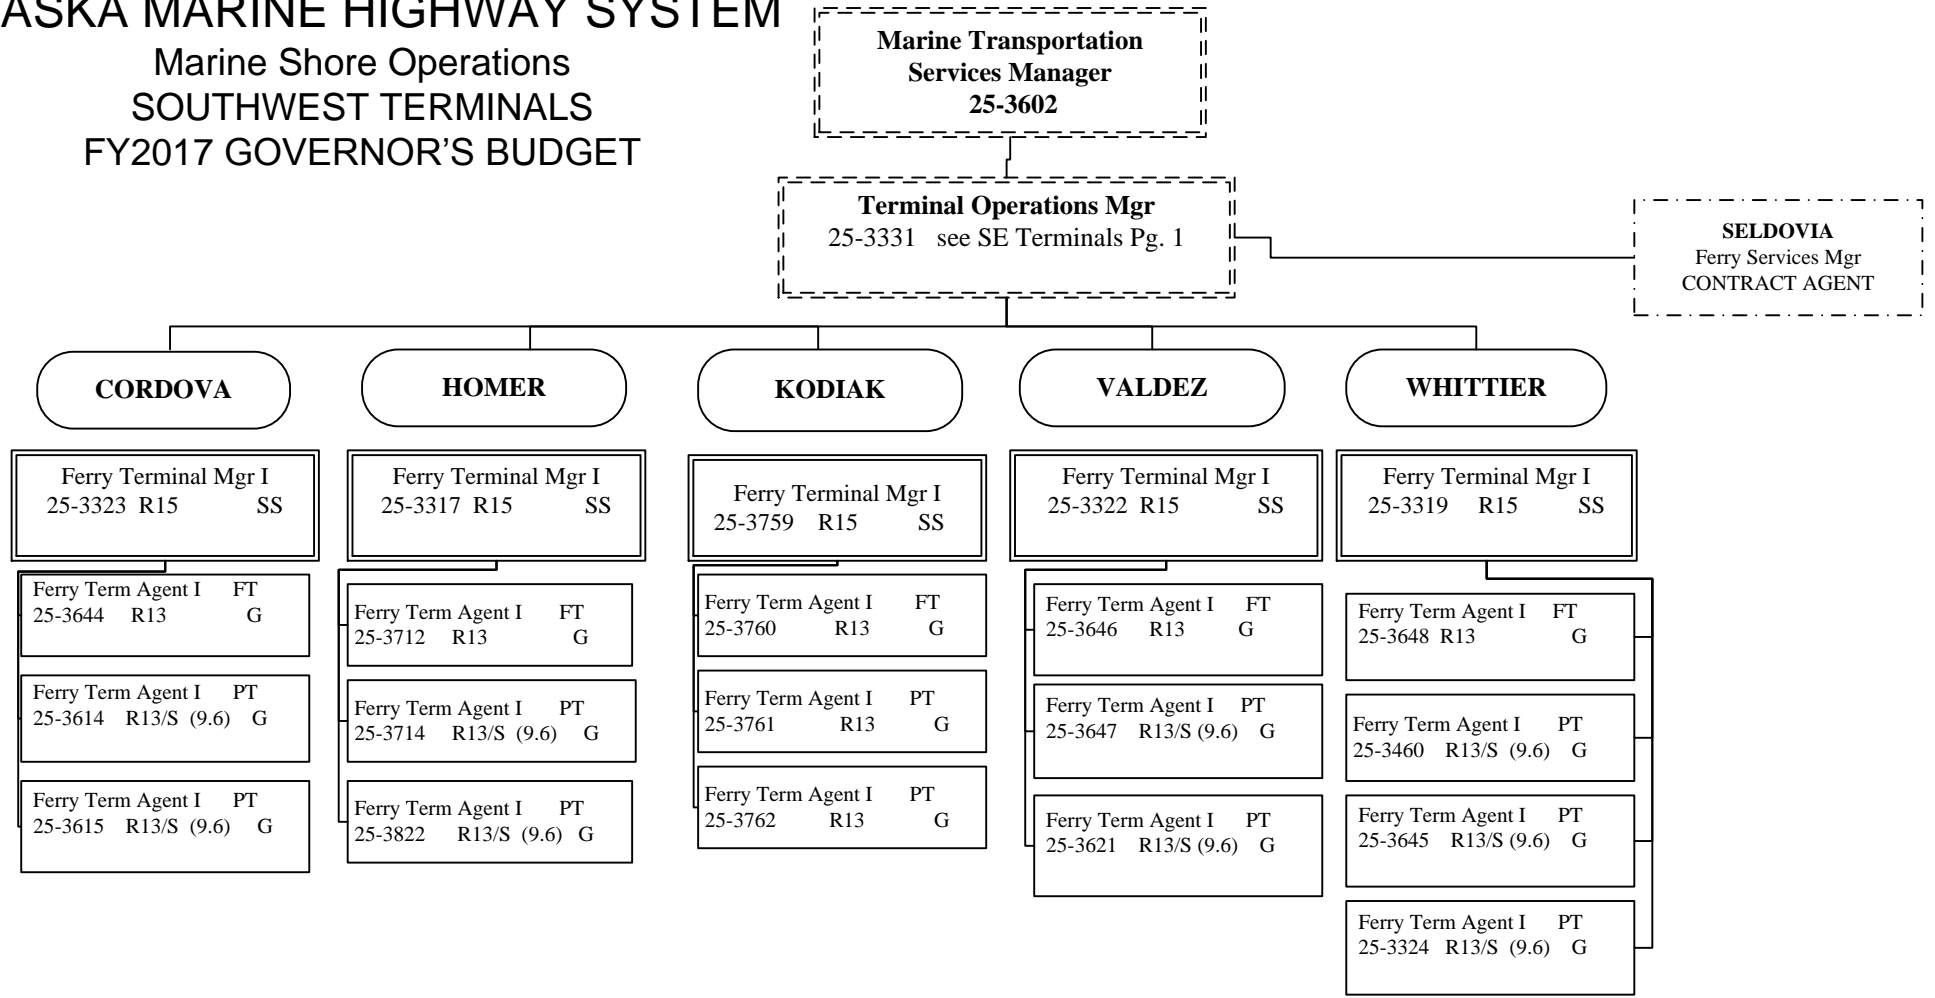 ASKA MARINE HIGHWAY SYSTEM
Marine Shore Operations
SOUTHWEST TERMINALS
FY2017 GOVERNOR'S BUDGET
Marine Transportation
Services Manager
25-3602
Terminal Operations Mgr
25-3331 see SE Terminals Pg. 1
SELDOVIA
Ferry Services Mgr
CONTRACT AGENT
CORDOVA
HOMER
KODIAK
VALDEZ
WHITTIER
Ferry Terminal Mgr I
25-3323 R15 SS
Ferry Terminal Mgr I
25-3317 R15 SS
Ferry Terminal Mgr I
25-3759 R15 SS
Ferry Terminal Mgr I
25-3322 R15 SS
Ferry Terminal Mgr I
25-3319 R15 SS
Ferry Term Agent I FT
25-3644 R13 G
Ferry Term Agent I PT
25-3614 R13/S (9.6) G
Ferry Term Agent I PT
25-3615 R13/S (9.6) G
Ferry Term Agent I FT
25-3712 R13 G
Ferry Term Agent I PT
25-3714 R13/S (9.6) G
Ferry Term Agent I PT
25-3822 R13/S (9.6) G
Ferry Term Agent I FT
25-3760 R13 G
Ferry Term Agent I PT
25-3761 R13 G
Ferry Term Agent I PT
25-3762 R13 G
Ferry Term Agent I FT
25-3646 R13 G
Ferry Term Agent I PT
25-3647 R13/S (9.6) G
Ferry Term Agent I PT
25-3621 R13/S (9.6) G
Ferry Term Agent I FT
25-3648 R13 G
Ferry Term Agent I PT
25-3460 R13/S (9.6) G
Ferry Term Agent I PT
25-3645 R13/S (9.6) G
Ferry Term Agent I PT
25-3324 R13/S (9.6) G